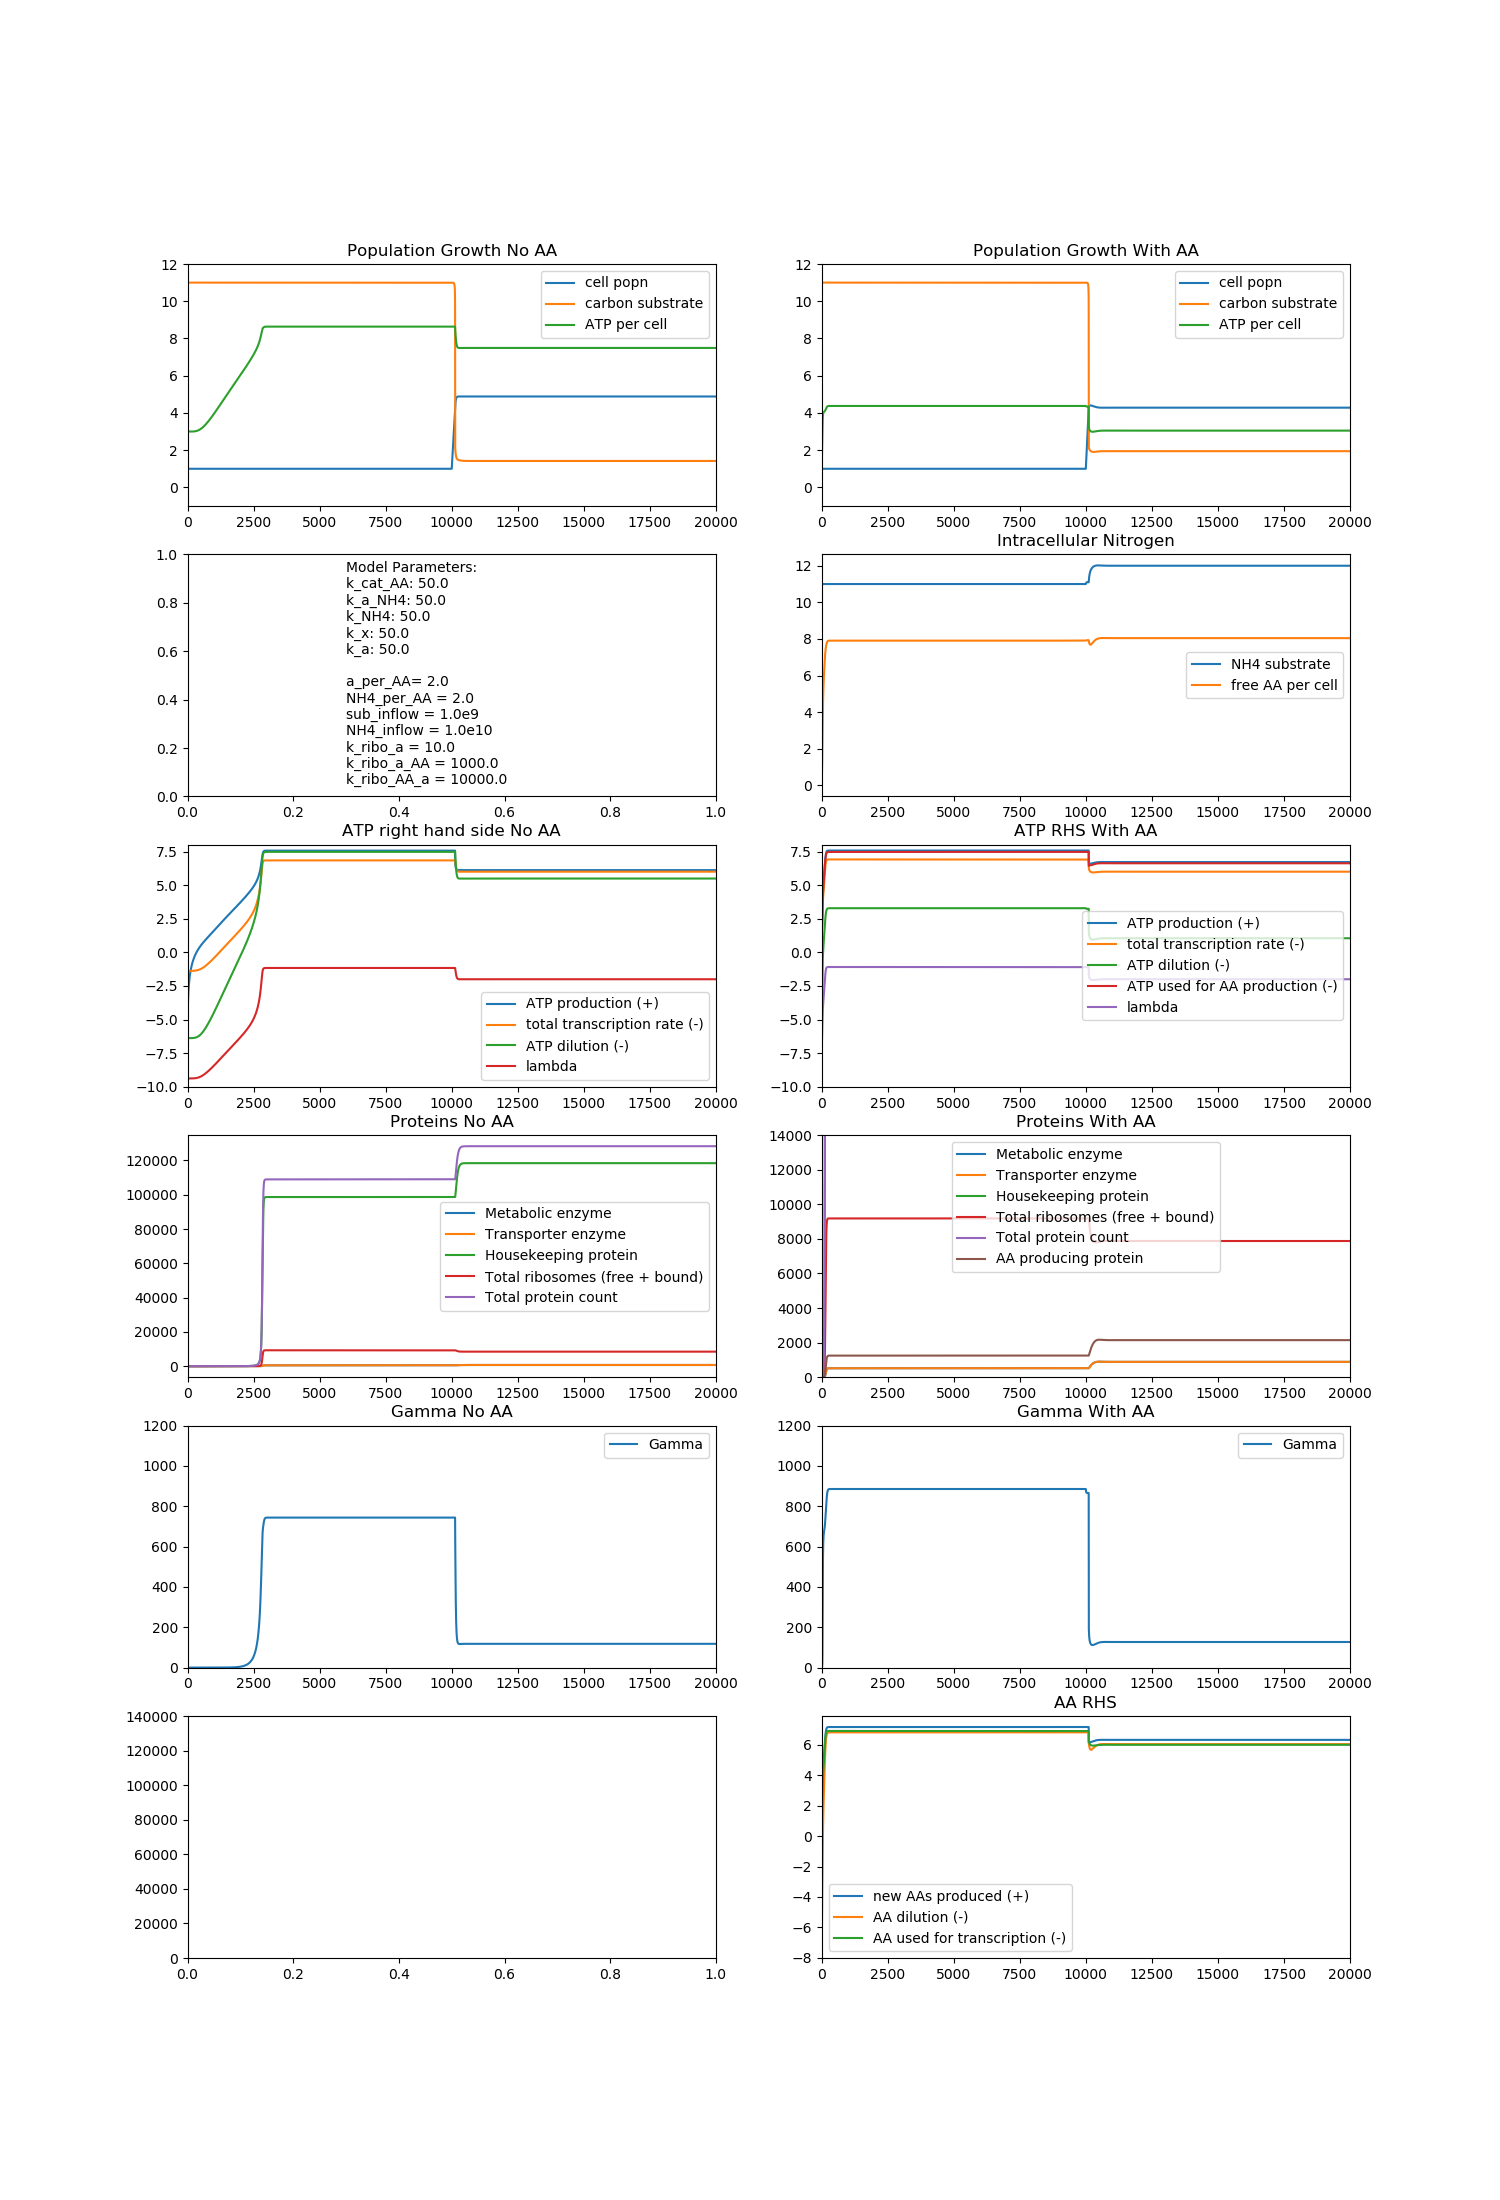 Population Growth No AA
12
10
8
6
4
2
0
0 2500 5000 7500 10000 12500 15000 17500 20000
cell popn
carbon substrate
ATP per cell
Population Growth With AA
12
10
8
6
4
2
0
0 2500 5000 7500 10000 12500 15000 17500 20000
cell popn
carbon substrate
ATP per cell
1.0
0.8
0.6
0.4
0.2
0.0
0.0 0.2 0.4 0.6 0.8 1.0
Model Parameters:
k_cat_AA: 50.0
k_a_NH4: 50.0
k_NH4: 50.0
k_x: 50.0
k_a: 50.0
a_per_AA= 2.0
NH4_per_AA = 2.0
sub_inflow = 1.0e9
NH4_inflow = 1.0e10
k_ribo_a = 10.0
k_ribo_a_AA = 1000.0
k_ribo_AA_a = 10000.0
Intracellular Nitrogen
12
10
8
6
4
2
0
0 2500 5000 7500 10000 12500 15000 17500 20000
NH4 substrate
free AA per cell
ATP right hand side No AA
7.5
5.0
2.5
0.0
−2.5
−5.0
−7.5
−10.0
0 2500 5000 7500 10000 12500 15000 17500 20000
ATP production (+)
total transcription rate (-)
ATP dilution (-)
lambda
ATP RHS With AA
7.5
5.0
2.5
0.0
−2.5
−5.0
−7.5
−10.0
0 2500 5000 7500 10000 12500 15000 17500 20000
ATP production (+)
total transcription rate (-)
ATP dilution (-)
ATP used for AA production (-)
lambda
Proteins No AA
120000
100000
80000
60000
40000
20000
0
0 2500 5000 7500 10000 12500 15000 17500 20000
Metabolic enzyme
Transporter enzyme
Housekeeping protein
Total ribosomes (free + bound)
Total protein count
Proteins With AA
14000
12000
10000
8000
6000
4000
2000
0
0 2500 5000 7500 10000 12500 15000 17500 20000
Metabolic enzyme
Transporter enzyme
Housekeeping protein
Total ribosomes (free + bound)
Total protein count
AA producing protein
Gamma No AA
1200
1000
800
600
400
200
0
0 2500 5000 7500 10000 12500 15000 17500 20000
Gamma
Gamma With AA
1200
1000
800
600
400
200
0
0 2500 5000 7500 10000 12500 15000 17500 20000
Gamma
140000
120000
100000
80000
60000
40000
20000
0
0.0 0.2 0.4 0.6 0.8 1.0
AA RHS
6
4
2
0
−2
−4
−6
−8
0 2500 5000 7500 10000 12500 15000 17500 20000
new AAs produced (+)
AA dilution (-)
AA used for transcription (-)